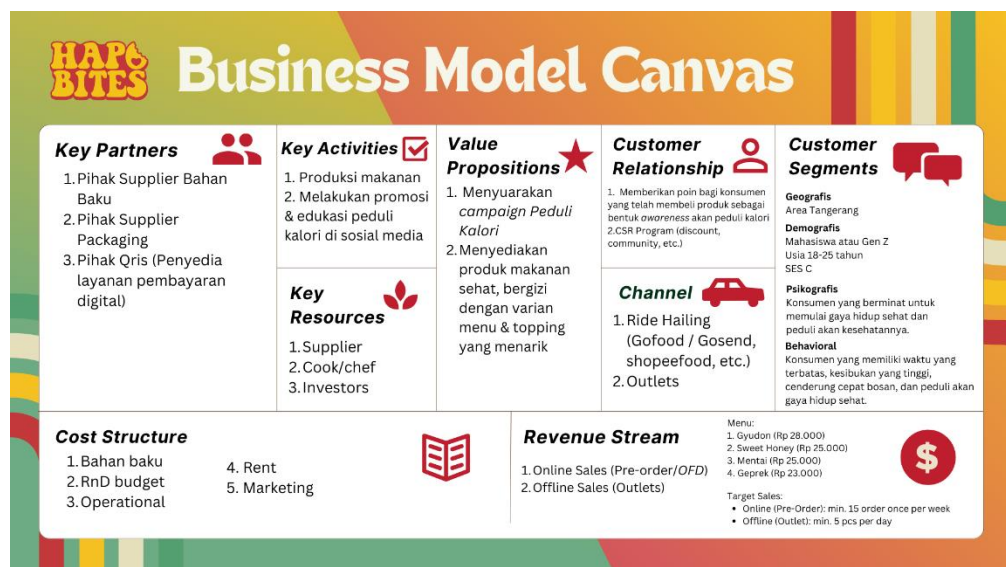 HAPP
BITES
Business Model Canvas
Key Partners
1. Pihak Supplier Bahan
Baku
2. Pihak Supplier
Packaging
3. Pihak Qris (Penyedia
layanan pembayaran
digital)
Key Activities
1. Produksi makanan
2. Melakukan promosi
& edukasi peduli
kalori di sosial media
Key
Resources
1. Supplier
2. Cook/chef
3. Investors
Value
Propositions
1. Menyuarakan
campaign Peduli
Kalori
2. Menyediakan
produk makanan
sehat, bergizi
dengan varian
menu & topping
yang menarik
Customer
Relationship
1. Memberikan poin bagi konsumen
yang telah membeli produk sebagai
bentuk awareness akan peduli kalori
2.CSR Program (discount,
community, etc.)
Channel
1. Ride Hailing
(Gofood / Gosend,
shopeefood, etc.)
2. Outlets
Customer
Segments
Geografis
Area Tangerang
Demografis
Mahasiswa atau Gen Z
Usia 18-25 tahun
SES C
Psikografis
Konsumen yang berminat untuk
memulai gaya hidup sehat dan
peduli akan kesehatannya.
Behavioral
Konsumen yang memiliki waktu yang
terbatas, kesibukan yang tinggi,
cenderung cepat bosan, dan peduli akan
gaya hidup sehat.
Cost Structure
1. Bahan baku
2. RnD budget
3. Operational
4. Rent
5. Marketing
Revenue Stream
1. Online Sales (Pre-order/OFD)
2. Offline Sales (Outlets)
Menu:
1. Gyudon (Rp 28.000)
2. Sweet Honey (Rp 25.000)
3. Mentai (Rp 25.000)
4. Geprek (Rp 23.000)
Target Sales:
• Online (Pre-Order): min. 15 order once per week
• Offline (Outlet): min. 5 pcs per day
$